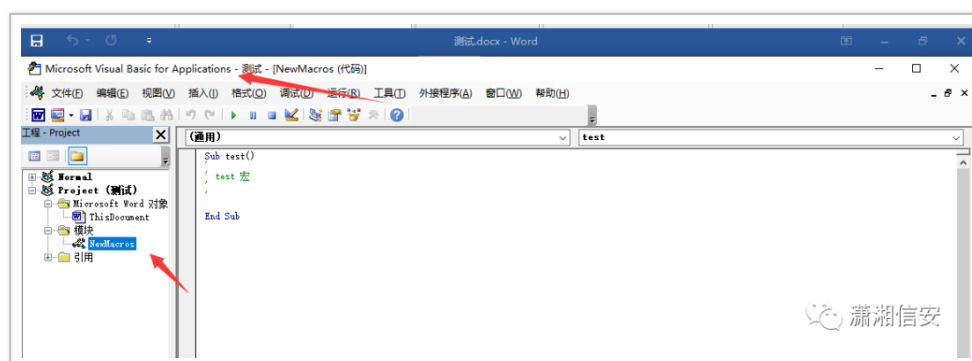 测试.docx - Word
Microsoft Visual Basic for Applications - 测试 - [NewMacros (代码)]
文件(F) 编辑(E) 视图(V) 插入(I) 格式(O) 调试(D) 运行(R) 工具(T) 外接程序(A) 窗口(W) 帮助(H)
工程 - Project
(通用)
test
Normal
Project (测试)
Microsoft Word 对象
ThisDocument
模块
NewMacros
引用
Sub test()
'
' test 宏
'
'
End Sub
潇湘信安